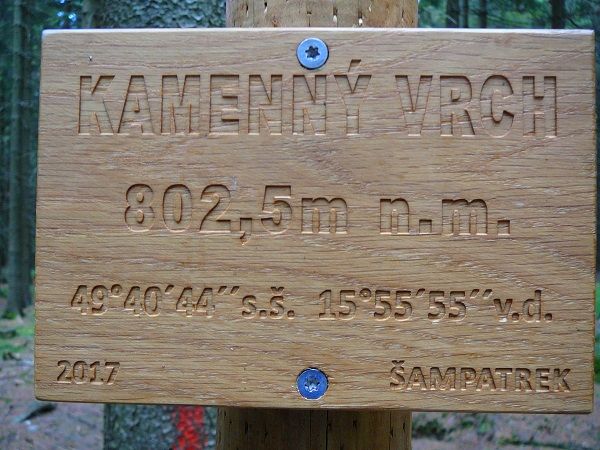 KAMENNÝ VRCH
802,5m n.m.
49°40´44´´s.š. 15°55´55´´v.d.
2017 ŠAMPATREK